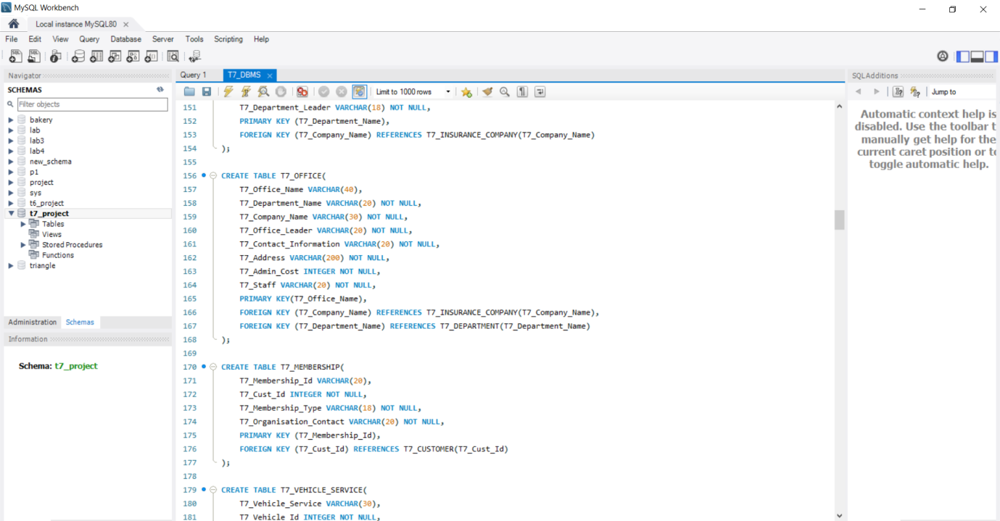 MySQL Workbench
Local instance MySQL80
File Edit View Query Database Server Tools Scripting Help
Navigator
SCHEMAS
Filter objects
bakery
lab
lab3
lab4
new_schema
p1
project
sys
t6_project
t7_project
Tables
Views
Stored Procedures
Functions
triangle
Administration Schemas
Information
Schema: t7_project
Query 1 T7_DBMS
Limit to 1000 rows
151 T7_Department_Leader VARCHAR(18) NOT NULL,
152 PRIMARY KEY (T7_Department_Name),
153 FOREIGN KEY (T7_Company_Name) REFERENCES T7_INSURANCE_COMPANY(T7_Company_Name)
154 );
155
156 CREATE TABLE T7_OFFICE(
157 T7_Office_Name VARCHAR(40),
158 T7_Department_Name VARCHAR(20) NOT NULL,
159 T7_Company_Name VARCHAR(30) NOT NULL,
160 T7_Office_Leader VARCHAR(20) NOT NULL,
161 T7_Contact_Information VARCHAR(20) NOT NULL,
162 T7_Address VARCHAR(200) NOT NULL,
163 T7_Admin_Cost INTEGER NOT NULL,
164 T7_Staff VARCHAR(20) NOT NULL,
165 PRIMARY KEY(T7_Office_Name),
166 FOREIGN KEY (T7_Company_Name) REFERENCES T7_INSURANCE_COMPANY(T7_Company_Name),
167 FOREIGN KEY (T7_Department_Name) REFERENCES T7_DEPARTMENT(T7_Department_Name)
168 );
169
170 CREATE TABLE T7_MEMBERSHIP(
171 T7_Membership_Id VARCHAR(20),
172 T7_Cust_Id INTEGER NOT NULL,
173 T7_Membership_Type VARCHAR(18) NOT NULL,
174 T7_Organisation_Contact VARCHAR(20) NOT NULL,
175 PRIMARY KEY (T7_Membership_Id),
176 FOREIGN KEY (T7_Cust_Id) REFERENCES T7_CUSTOMER(T7_Cust_Id)
177 );
178
179 CREATE TABLE T7_VEHICLE_SERVICE(
180 T7_Vehicle_Service VARCHAR(30),
181 T7_Vehicle_Id INTEGER NOT NULL,
SQLAdditions
Jump to
Automatic context help is
disabled. Use the toolbar t
manually get help for the
current caret position or to
toggle automatic help.